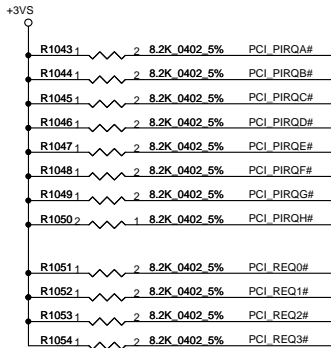 +3VS
R1043 1 2 8.2K_0402_5% PCI_PIRQA#
R1044 1 2 8.2K_0402_5% PCI_PIRQB#
R1045 1 2 8.2K_0402_5% PCI_PIRQC#
R1046 1 2 8.2K_0402_5% PCI_PIRQD#
R1047 1 2 8.2K_0402_5% PCI_PIRQE#
R1048 1 2 8.2K_0402_5% PCI_PIRQF#
R1049 1 2 8.2K_0402_5% PCI_PIRQG#
R1050 2 1 8.2K_0402_5% PCI_PIRQH#
R1051 1 2 8.2K_0402_5% PCI_REQ0#
R1052 1 2 8.2K_0402_5% PCI_REQ1#
R1053 1 2 8.2K_0402_5% PCI_REQ2#
R1054 1 2 8.2K_0402_5% PCI_REQ3#